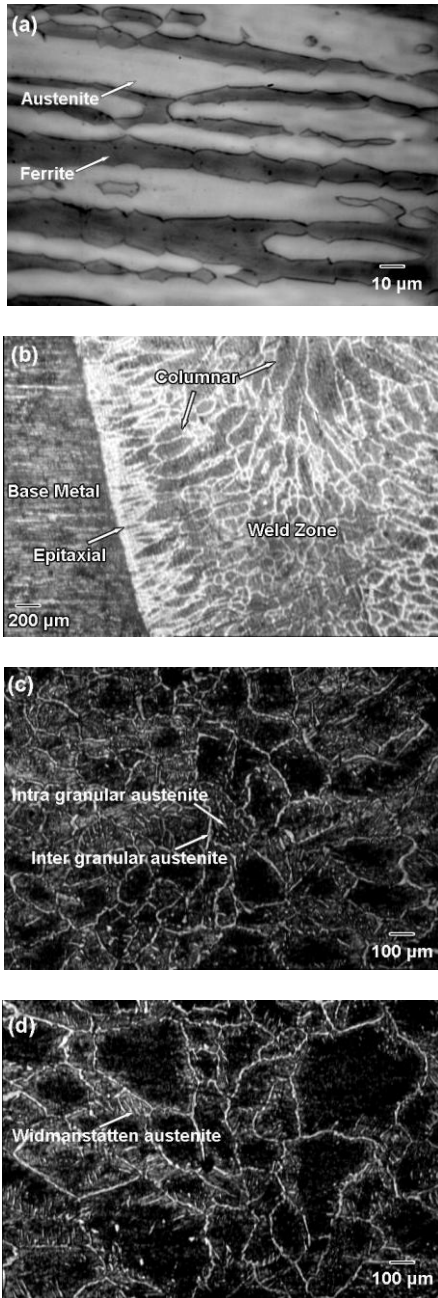 (a)
Austenite
Ferrite
10 µm
(b)
Columnar
Base Metal
Epitaxial
Weld Zone
200 µm
(c)
Intra granular austenite
Inter granular austenite
100 µm
(d)
Widmanstätten austenite
100 µm